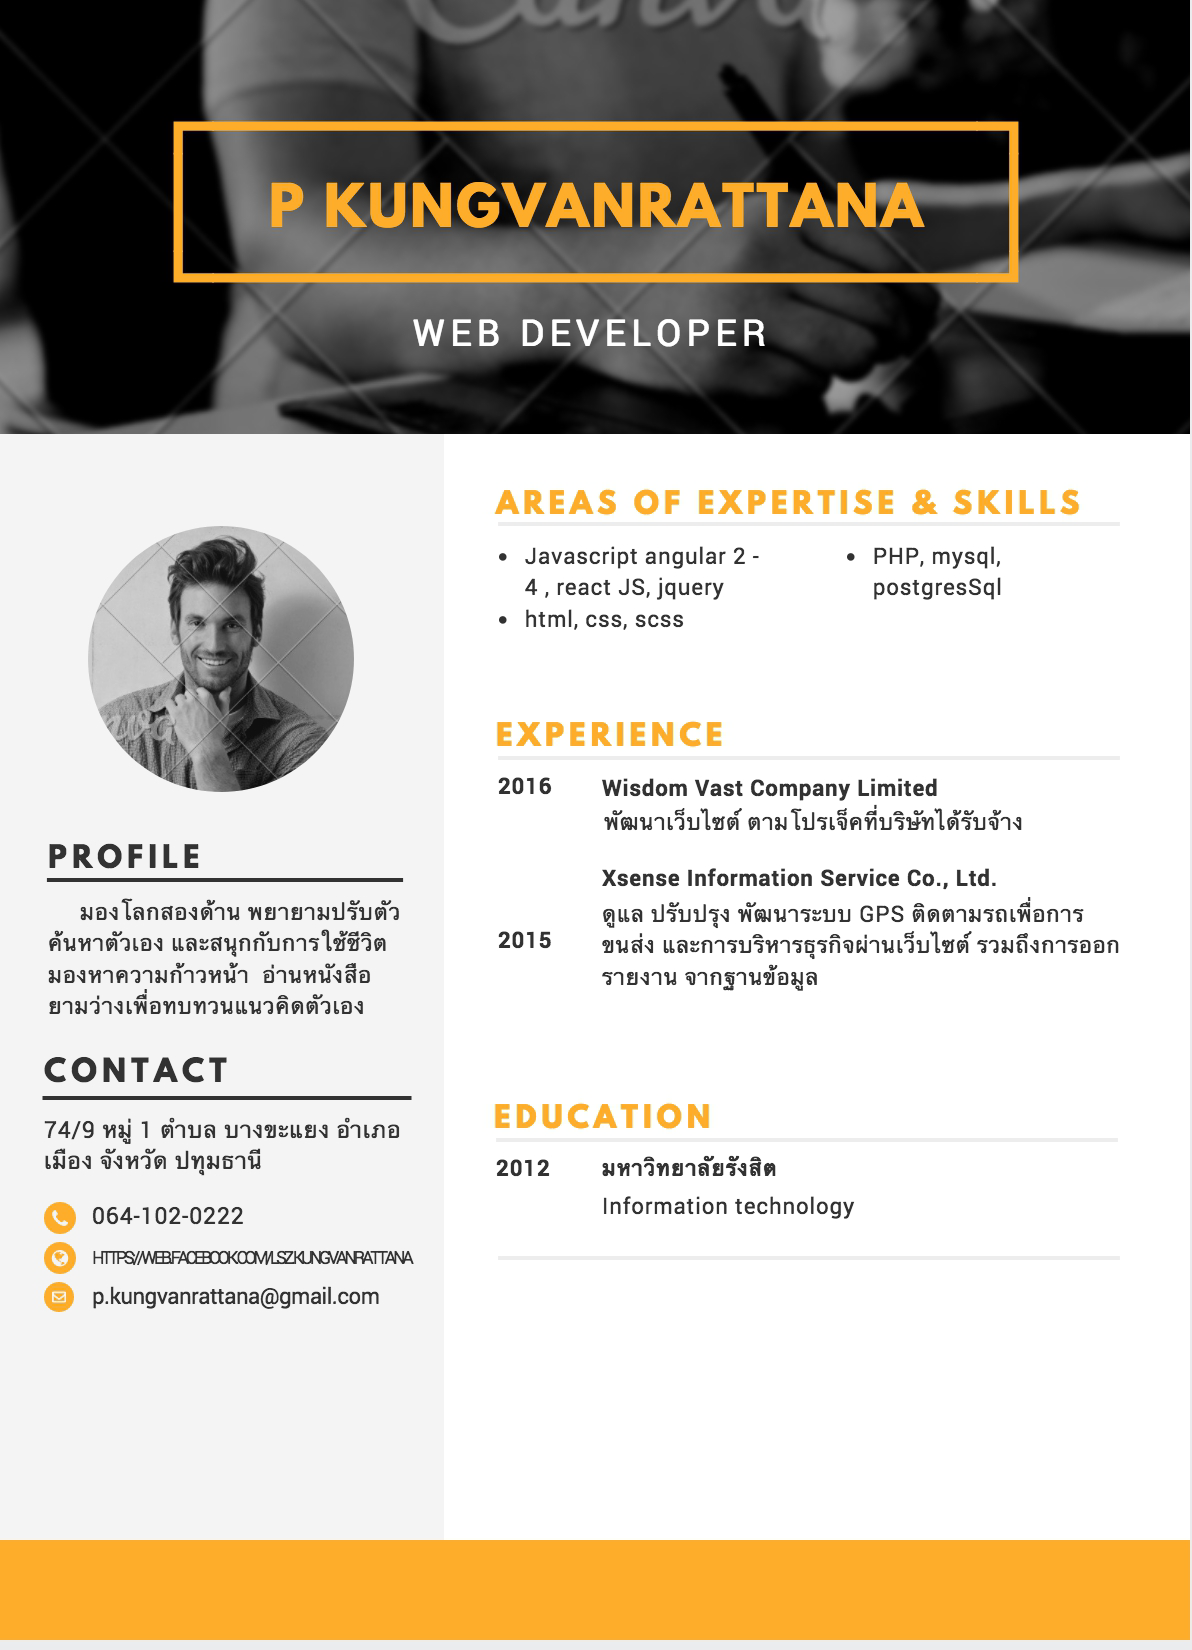 Canva
P KUNGVANRATTANA
WEB DEVELOPER
AREAS OF EXPERTISE & SKILLS
Javascript angular 2 -
4 , react JS, jquery
html, css, scss
PHP, mysql,
postgresSql
EXPERIENCE
2016 Wisdom Vast Company Limited
พัฒนาเว็บไซต์ ตามโปรเจ็คที่บริษัทได้รับจ้าง
Xsense Information Service Co., Ltd.
ดูแล ปรับปรุง พัฒนาระบบ GPS ติดตามรถเพื่อการ
2015 ขนส่ง และการบริหารธุรกิจผ่านเว็บไซต์ รวมถึงการออก
รายงาน จากฐานข้อมูล
EDUCATION
2012 มหาวิทยาลัยรังสิต
Information technology
PROFILE
มองโลกสองด้าน พยายามปรับตัว
ค้นหาตัวเอง และสนุกกับการใช้ชีวิต
มองหาความก้าวหน้า อ่านหนังสือ
ยามว่างเพื่อทบทวนแนวคิดตัวเอง
CONTACT
74/9 หมู่ 1 ตำบล บางขะแยง อำเภอ
เมือง จังหวัด ปทุมธานี
064-102-0222
HTTPS://WEB.FACEBOOK.COM/LSZ.KUNGVANRATTANA
p.kungvanrattana@gmail.com